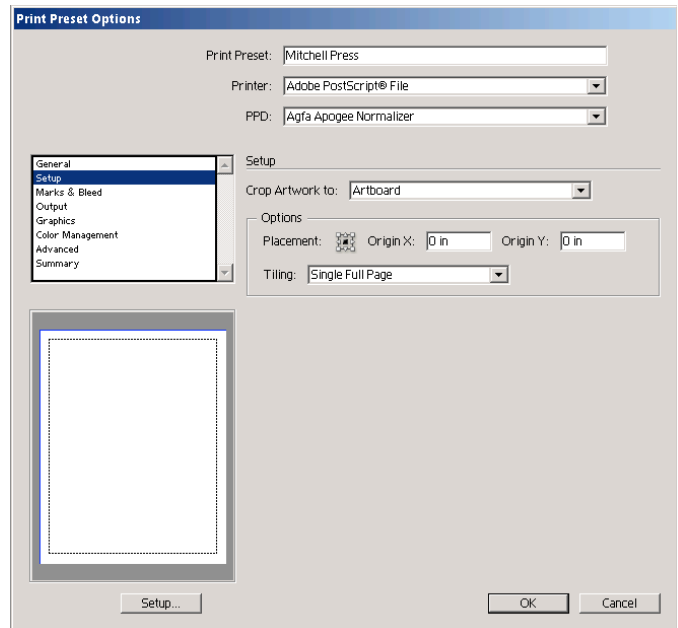 Print Preset Options
Print Preset: Mitchell Press
Printer: Adobe PostScript® File
PPD: Agfa Apogee Normalizer
General
Setup
Marks & Bleed
Output
Graphics
Color Management
Advanced
Summary
Setup
Crop Artwork to: Artboard
Options
Placement: Origin X: 0 in Origin Y: 0 in
Tiling: Single Full Page
Setup... OK Cancel